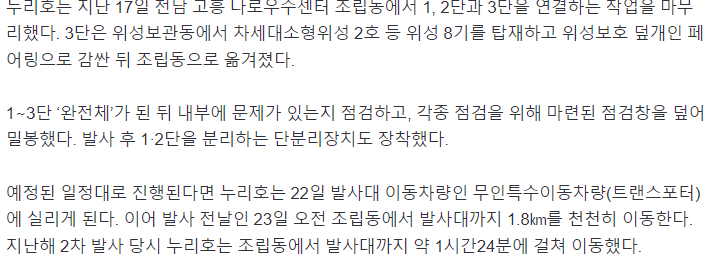 누리호는 지난 17일 전남 고흥 나로우주센터 조립동에서 1, 2단과 3단을 연결하는 작업을 마무
리했다. 3단은 위성보관동에서 차세대소형위성 2호 등 위성 8기를 탑재하고 위성보호 덮개인 페
어링으로 감싼 뒤 조립동으로 옮겨졌다.
1~3단 ‘완전체’가 된 뒤 내부에 문제가 있는지 점검하고, 각종 점검을 위해 마련된 점검창을 덮어
밀봉했다. 발사 후 1·2단을 분리하는 단분리장치도 장착했다.
예정된 일정대로 진행된다면 누리호는 22일 발사대 이동차량인 무인특수이동차량(트랜스포터)
에 실리게 된다. 이어 발사 전날인 23일 오전 조립동에서 발사대까지 1.8㎞를 천천히 이동한다.
지난해 2차 발사 당시 누리호는 조립동에서 발사대까지 약 1시간24분에 걸쳐 이동했다.